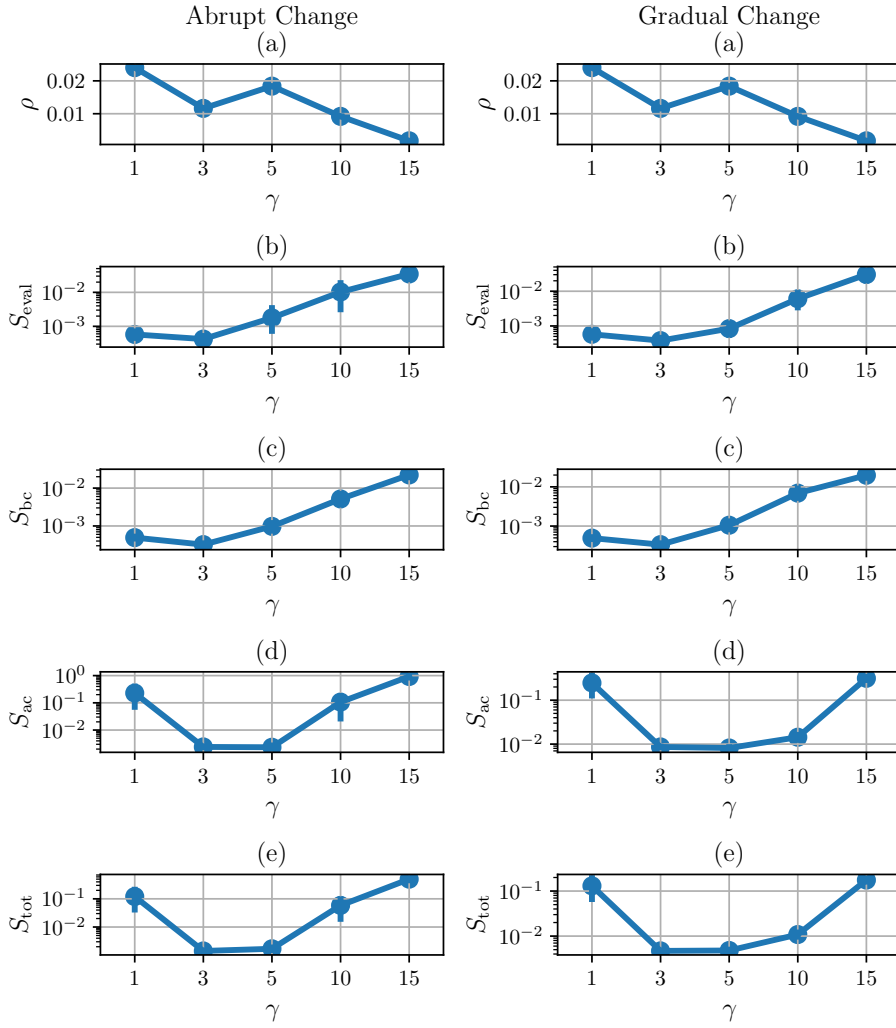 Abrupt Change
(a)
ρ
0.02
0.01
1 3 5 10 15
γ
(b)
S_eval
10^{-2}
10^{-3}
1 3 5 10 15
γ
(c)
S_bc
10^{-2}
10^{-3}
1 3 5 10 15
γ
(d)
S_ac
10^{0}
10^{-1}
10^{-2}
1 3 5 10 15
γ
(e)
S_tot
10^{-1}
10^{-2}
1 3 5 10 15
γ
Gradual Change
(a)
ρ
0.02
0.01
1 3 5 10 15
γ
(b)
S_eval
10^{-2}
10^{-3}
1 3 5 10 15
γ
(c)
S_bc
10^{-2}
10^{-3}
1 3 5 10 15
γ
(d)
S_ac
10^{-1}
10^{-2}
1 3 5 10 15
γ
(e)
S_tot
10^{-1}
10^{-2}
1 3 5 10 15
γ